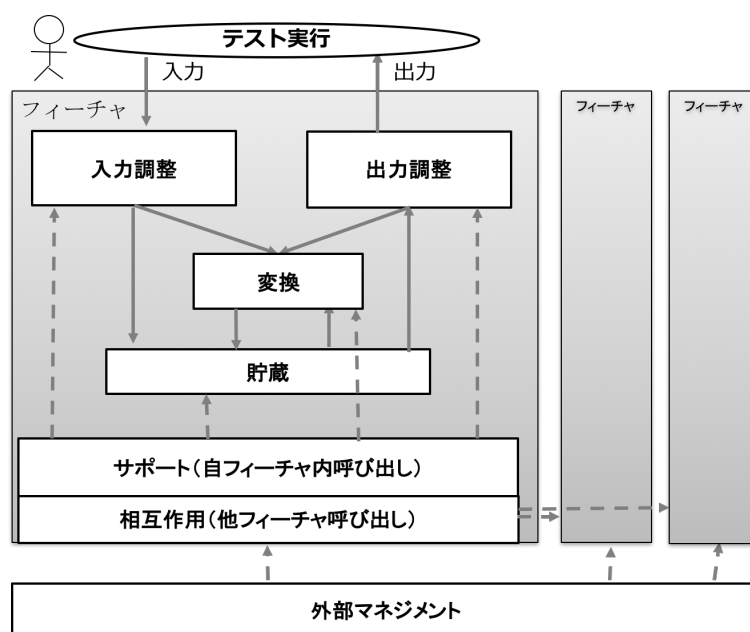 テスト実行
入力
出力
フィーチャ
フィーチャ
フィーチャ
入力調整
出力調整
変換
貯蔵
サポート(自フィーチャ内呼び出し)
相互作用(他フィーチャ呼び出し)
外部マネジメント